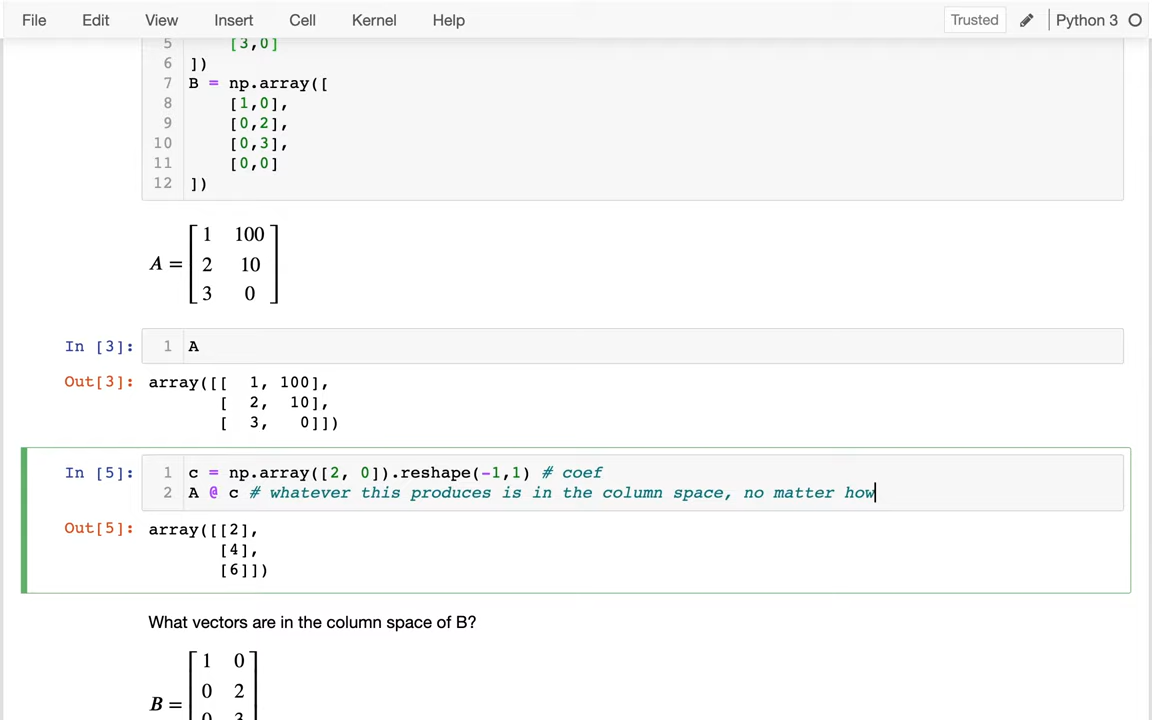 File Edit View Insert Cell Kernel Help Trusted Python 3
5 [3,0]
6 ])
7 B = np.array([
8 [1,0],
9 [0,2],
10 [0,3],
11 [0,0]
12 ])
A =
1 100
2 10
3 0
In [3]: 1 A
Out[3]: array([[ 1, 100],
[ 2, 10],
[ 3, 0]])
In [5]: 1 c = np.array([2, 0]).reshape(-1,1) # coef
2 A @ c # whatever this produces is in the column space, no matter how
Out[5]: array([[2],
[4],
[6]])
What vectors are in the column space of B?
1 0
0 2
B =
0 3